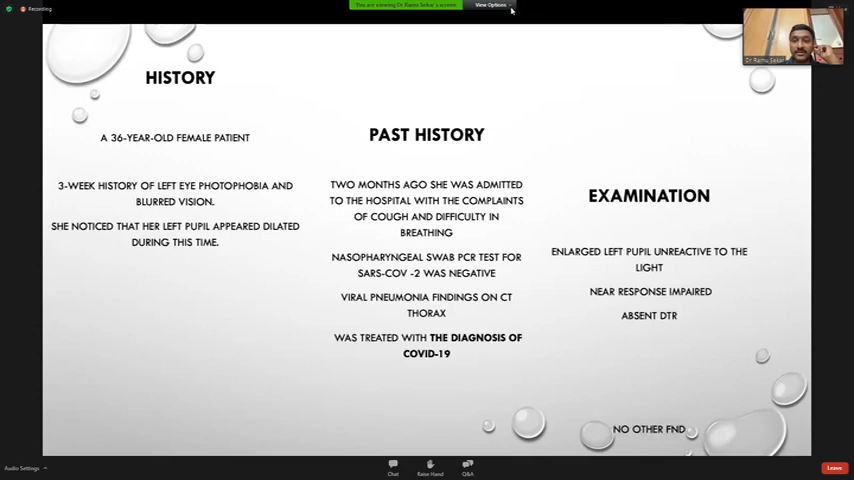 Recording
You are viewing Dr Ramu Sekar's screen
View Options
Dr Ramu Sekar
HISTORY
A 36-YEAR-OLD FEMALE PATIENT
3-WEEK HISTORY OF LEFT EYE PHOTOPHOBIA AND
BLURRED VISION.
SHE NOTICED THAT HER LEFT PUPIL APPEARED DILATED
DURING THIS TIME.
PAST HISTORY
TWO MONTHS AGO SHE WAS ADMITTED
TO THE HOSPITAL WITH THE COMPLAINTS
OF COUGH AND DIFFICULTY IN
BREATHING
NASOPHARYNGEAL SWAB PCR TEST FOR
SARS-COV -2 WAS NEGATIVE
VIRAL PNEUMONIA FINDINGS ON CT
THORAX
WAS TREATED WITH THE DIAGNOSIS OF
COVID-19
EXAMINATION
ENLARGED LEFT PUPIL UNREACTIVE TO THE
LIGHT
NEAR RESPONSE IMPAIRED
ABSENT DTR
NO OTHER FND
Audio Settings
Chat
Raise Hand
Q&A
Leave